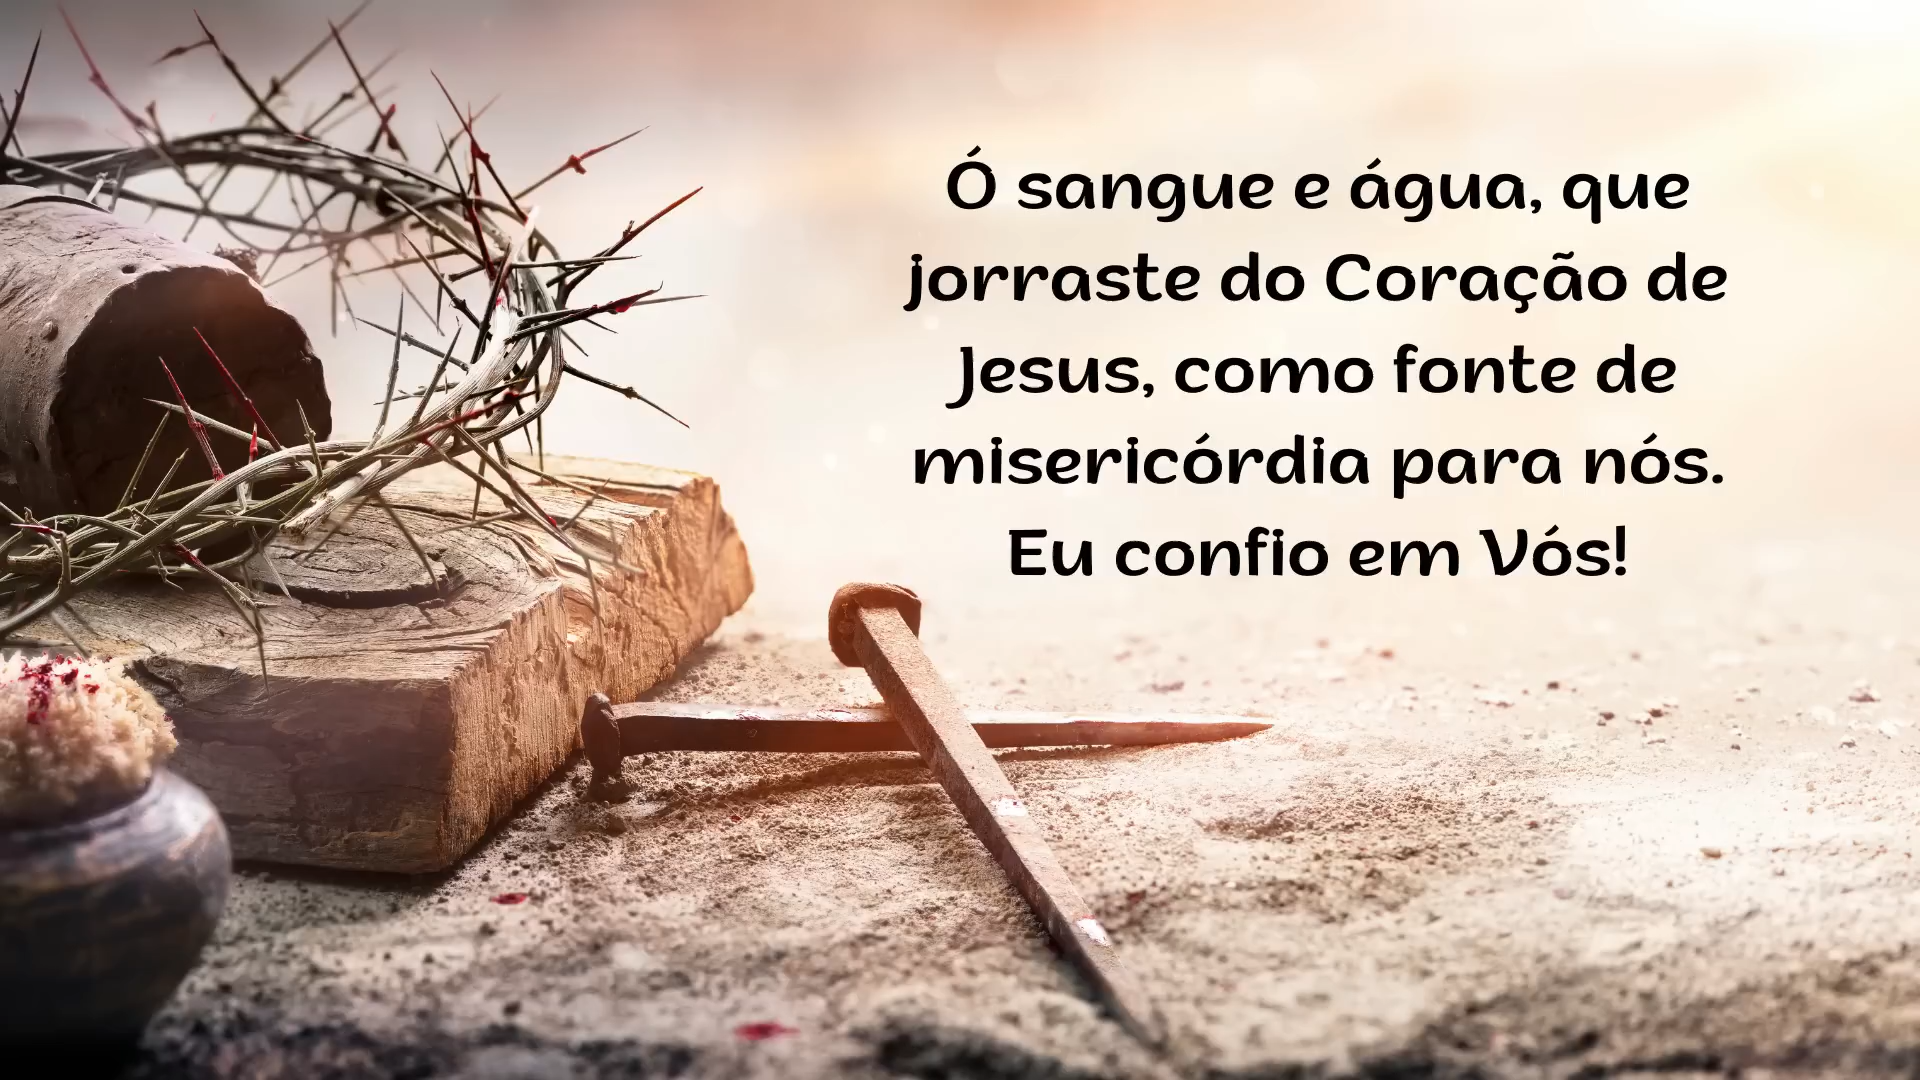 Ó sangue e água, que
jorraste do Coração de
Jesus, como fonte de
misericórdia para nós.
Eu confio em Vós!